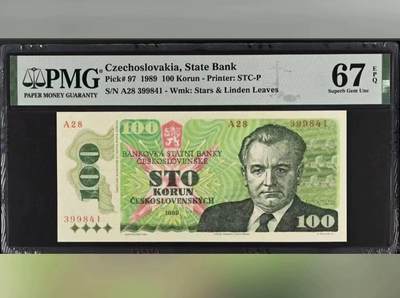 PMG
PAPER MONEY GUARANTY
Czechoslovakia, State Bank
Pick# 97 1989 100 Korun - Printer: STC-P
S/N A28 399841 - Wmk: Stars & Linden Leaves
67 EPQ
Superb Gem Unc
A28
100
A28 399841
BANKOVKA STÁTNÍ BANKY
ČESKOSLOVENSKÉ
100
STO
KORUN
ČESKOSLOVENSKÝCH
1989
399841
100